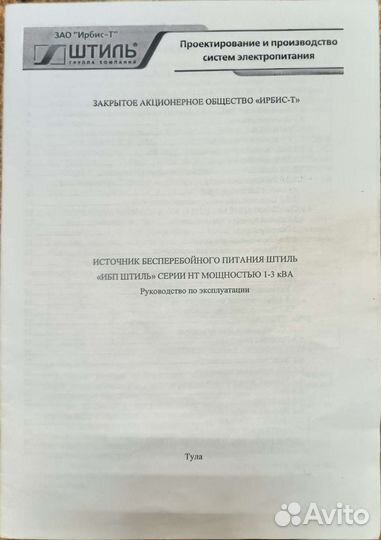 ЗАО "Ирбис-Т"
ШТИЛЬ®
ГРУППА КОМПАНИЙ
Проектирование и производство
систем электропитания
ЗАКРЫТОЕ АКЦИОНЕРНОЕ ОБЩЕСТВО «ИРБИС-Т»
ИСТОЧНИК БЕСПЕРЕБОЙНОГО ПИТАНИЯ ШТИЛЬ
«ИБП ШТИЛЬ» СЕРИИ HT МОЩНОСТЬЮ 1-3 кВА
Руководство по эксплуатации
Тула
Avito